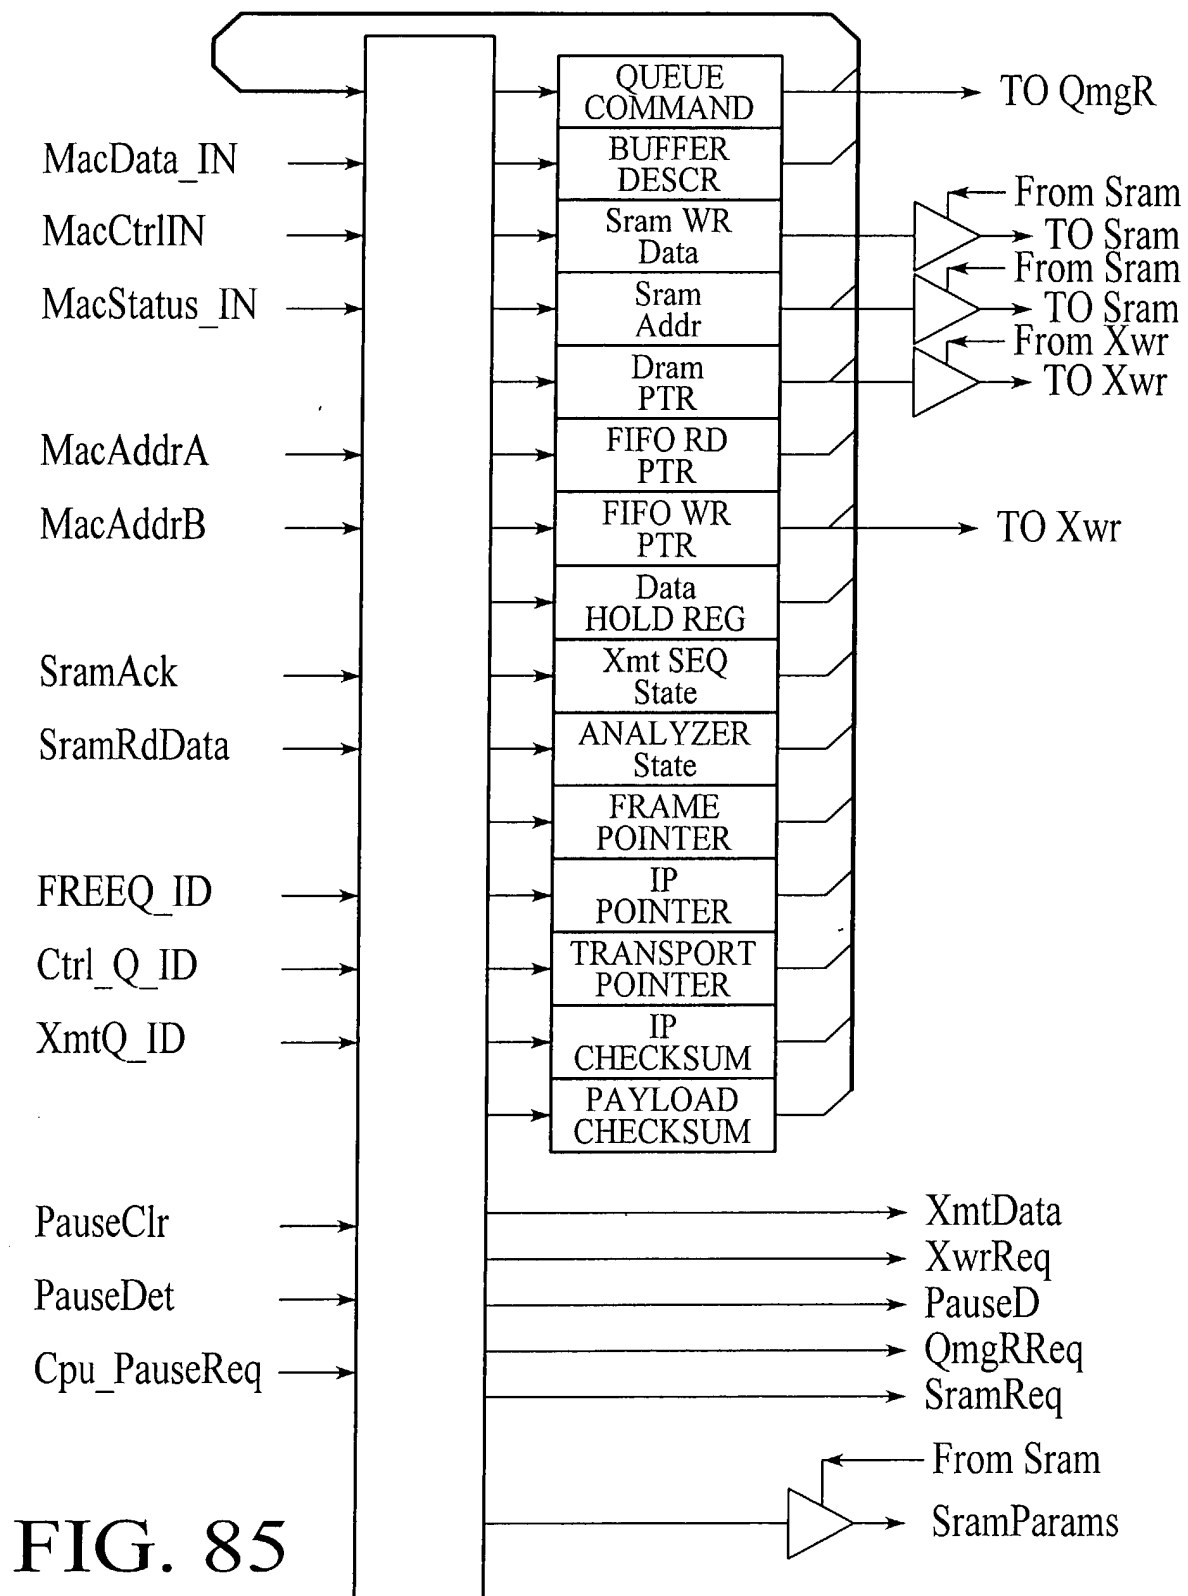 QUEUE
COMMAND
TO QmgR
MacData_IN
BUFFER
DESCR
From Sram
MacCtrlIN
Sram WR
Data
TO Sram
From Sram
MacStatus_IN
Sram
Addr
TO Sram
From Xwr
Dram
PTR
TO Xwr
MacAddrA
FIFO RD
PTR
MacAddrB
FIFO WR
PTR
TO Xwr
Data
HOLD REG
SramAck
Xmt SEQ
State
SramRdData
ANALYZER
State
FRAME
POINTER
FREEQ_ID
IP
POINTER
Ctrl_Q_ID
TRANSPORT
POINTER
XmtQ_ID
IP
CHECKSUM
PAYLOAD
CHECKSUM
PauseClr
XmtData
XwrReq
PauseDet
PauseD
QmgRReq
Cpu_PauseReq
SramReq
From Sram
SramParams
FIG. 85